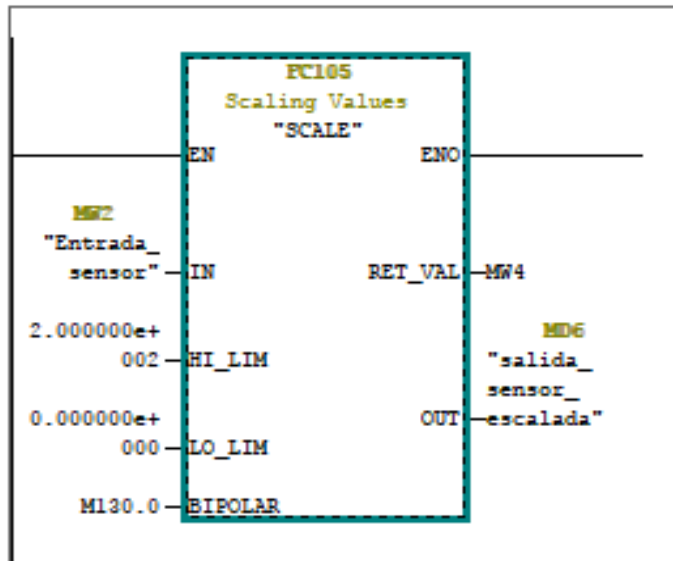 FC105
Scaling Values
"SCALE"
EN ENO
MW2
"Entrada_
sensor" IN RET_VAL MW4
2.000000e+ MD6
002 HI_LIM "salida_
sensor_
0.000000e+ OUT escalada"
000 LO_LIM
M130.0 BIPOLAR